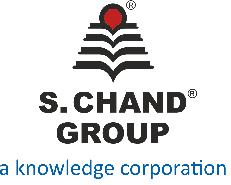 ®
S. CHAND®
GROUP
a knowledge corporation